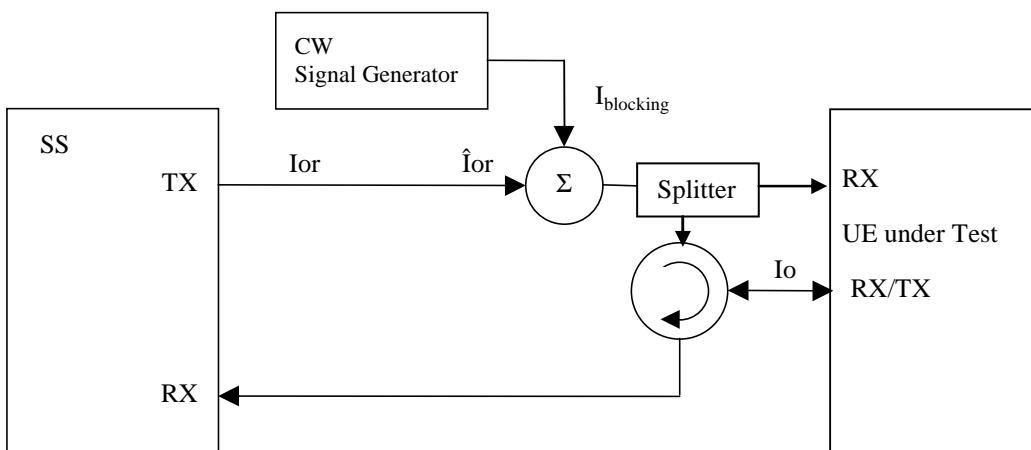 CW
Signal Generator
I_blocking
SS
TX
Ior
Îor
Σ
Splitter
RX
UE under Test
Io
RX/TX
RX